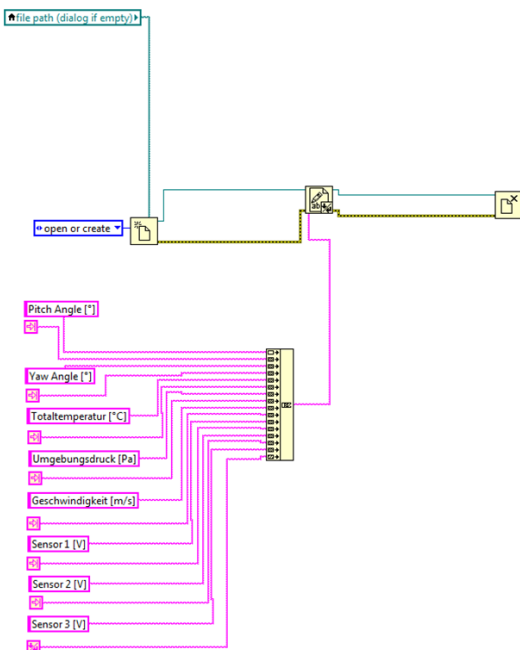 file path (dialog if empty)
open or create
Pitch Angle [°]
Yaw Angle [°]
Totaltemperatur [°C]
Umgebungsdruck [Pa]
Geschwindigkeit [m/s]
Sensor 1 [V]
Sensor 2 [V]
Sensor 3 [V]